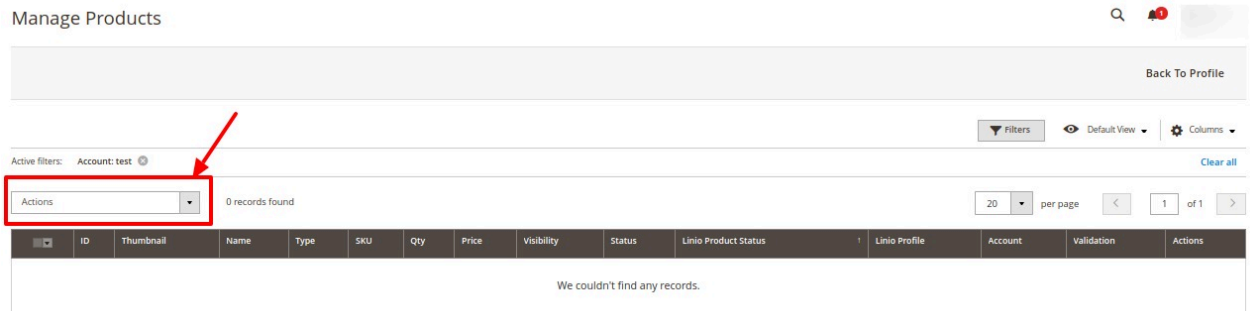 Manage Products
1
Back To Profile
Filters
Default View
Columns
Active filters: Account: test
Clear all
Actions
0 records found
20
per page
1
of 1
ID Thumbnail Name Type SKU Qty Price Visibility Status Linio Product Status ↑ Linio Profile Account Validation Actions
We couldn't find any records.